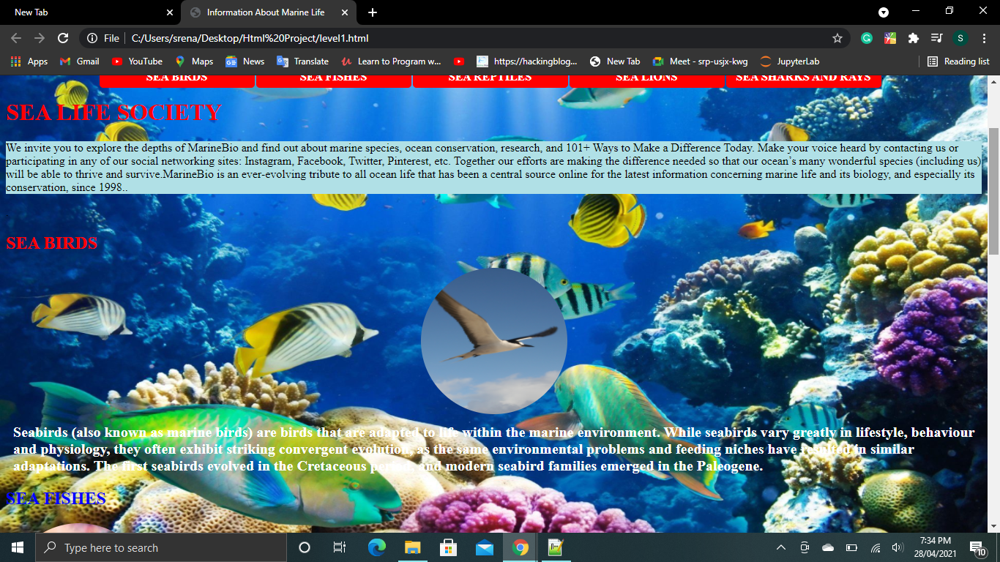 New Tab
Information About Marine Life
File
C:/Users/srena/Desktop/Html%20Project/level1.html
S
Apps
Gmail
YouTube
Maps
News
Translate
Learn to Program w...
https://hackingblog...
New Tab
Meet - srp-usjx-kwg
JupyterLab
Reading list
SEA BIRDS
SEA FISHES
SEA REPTILES
SEA LIONS
SEA SHARKS AND RAYS
SEA LIFE SOCIETY
We invite you to explore the depths of MarineBio and find out about marine species, ocean conservation, research, and 101+ Ways to Make a Difference Today. Make your voice heard by contacting us or
participating in any of our social networking sites: Instagram, Facebook, Twitter, Pinterest, etc. Together our efforts are making the difference needed so that our ocean’s many wonderful species (including us)
will be able to thrive and survive.MarineBio is an ever-evolving tribute to all ocean life that has been a central source online for the latest information concerning marine life and its biology, and especially its
conservation, since 1998..
SEA BIRDS
Seabirds (also known as marine birds) are birds that are adapted to life within the marine environment. While seabirds vary greatly in lifestyle, behaviour
and physiology, they often exhibit striking convergent evolution, as the same environmental problems and feeding niches have resulted in similar
adaptations. The first seabirds evolved in the Cretaceous period, and modern seabird families emerged in the Paleogene.
SEA FISHES
Type here to search
7:34 PM
28/04/2021
10